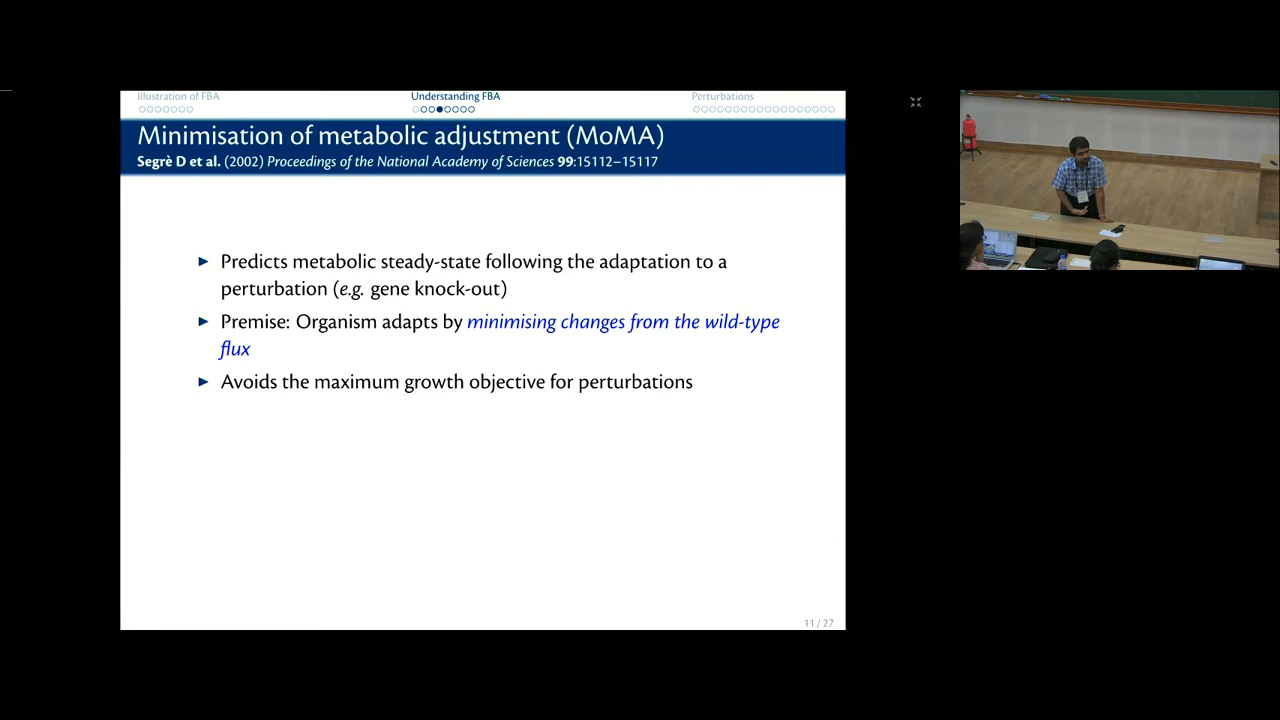 Illustration of FBA
Understanding FBA
Perturbations
Minimisation of metabolic adjustment (MoMA)
Segrè D et al. (2002) Proceedings of the National Academy of Sciences 99:15112–15117
► Predicts metabolic steady-state following the adaptation to a
perturbation (e.g. gene knock-out)
► Premise: Organism adapts by minimising changes from the wild-type
flux
► Avoids the maximum growth objective for perturbations
11 / 27